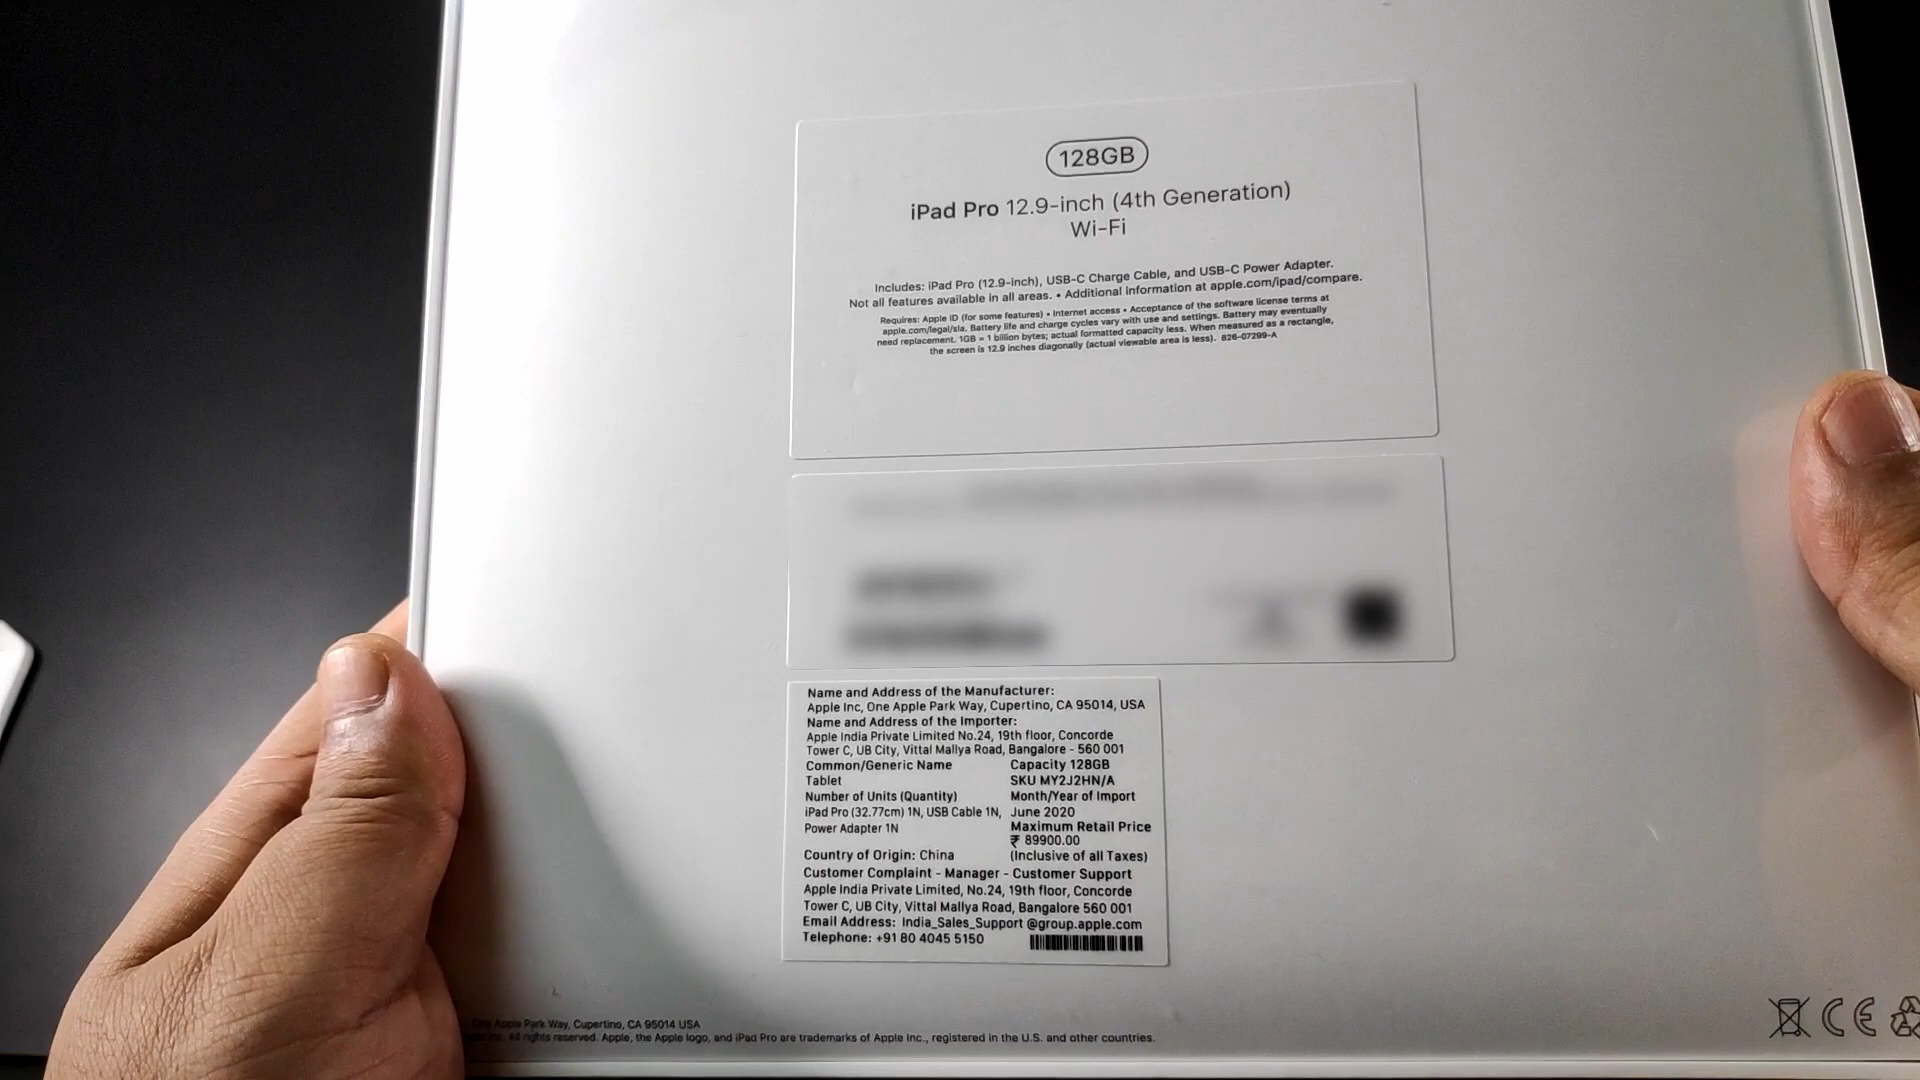 128GB
iPad Pro 12.9-inch (4th Generation)
Wi-Fi
Includes: iPad Pro (12.9-inch), USB-C Charge Cable, and USB-C Power Adapter.
Not all features available in all areas. • Additional information at apple.com/ipad/compare.
Requires: Apple ID (for some features) • Internet access • Acceptance of the software license terms at
apple.com/legal/sla. Battery life and charge cycles vary with use and settings. Battery may eventually
need replacement. 1GB = 1 billion bytes; actual formatted capacity less. When measured as a rectangle,
the screen is 12.9 inches diagonally (actual viewable area is less). 826-07299-A
Name and Address of the Manufacturer:
Apple Inc, One Apple Park Way, Cupertino, CA 95014, USA
Name and Address of the Importer:
Apple India Private Limited No.24, 19th floor, Concorde
Tower C, UB City, Vittal Mallya Road, Bangalore - 560 001
Common/Generic Name Capacity 128GB
Tablet SKU MY2J2HN/A
Number of Units (Quantity) Month/Year of Import
iPad Pro (32.77cm) 1N, USB Cable 1N, June 2020
Power Adapter 1N Maximum Retail Price
₹ 89900.00
Country of Origin: China (Inclusive of all Taxes)
Customer Complaint - Manager - Customer Support
Apple India Private Limited, No.24, 19th floor, Concorde
Tower C, UB City, Vittal Mallya Road, Bangalore 560 001
Email Address: India_Sales_Support @group.apple.com
Telephone: +91 80 4045 5150
One Apple Park Way, Cupertino, CA 95014 USA
All rights reserved. Apple, the Apple logo, and iPad Pro are trademarks of Apple Inc., registered in the U.S. and other countries.
CE